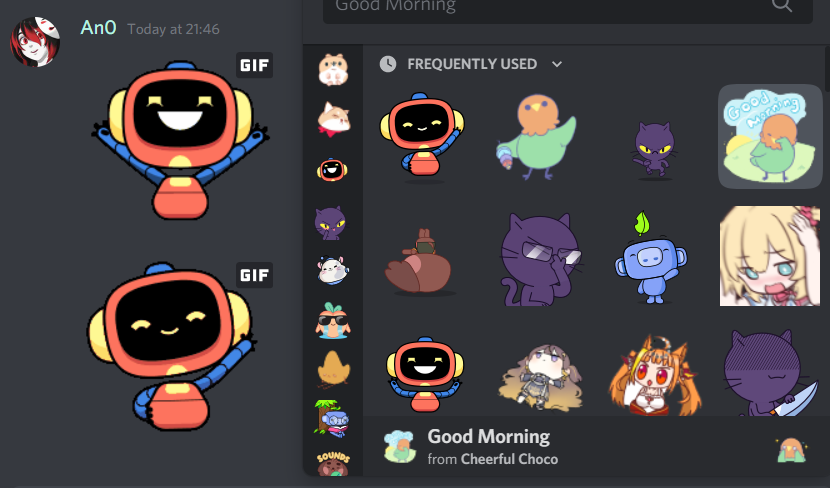 An0 Today at 21:46
GIF
GIF
Good Morning
FREQUENTLY USED
Good Morning
SOUNDS
Good Morning
from Cheerful Choco